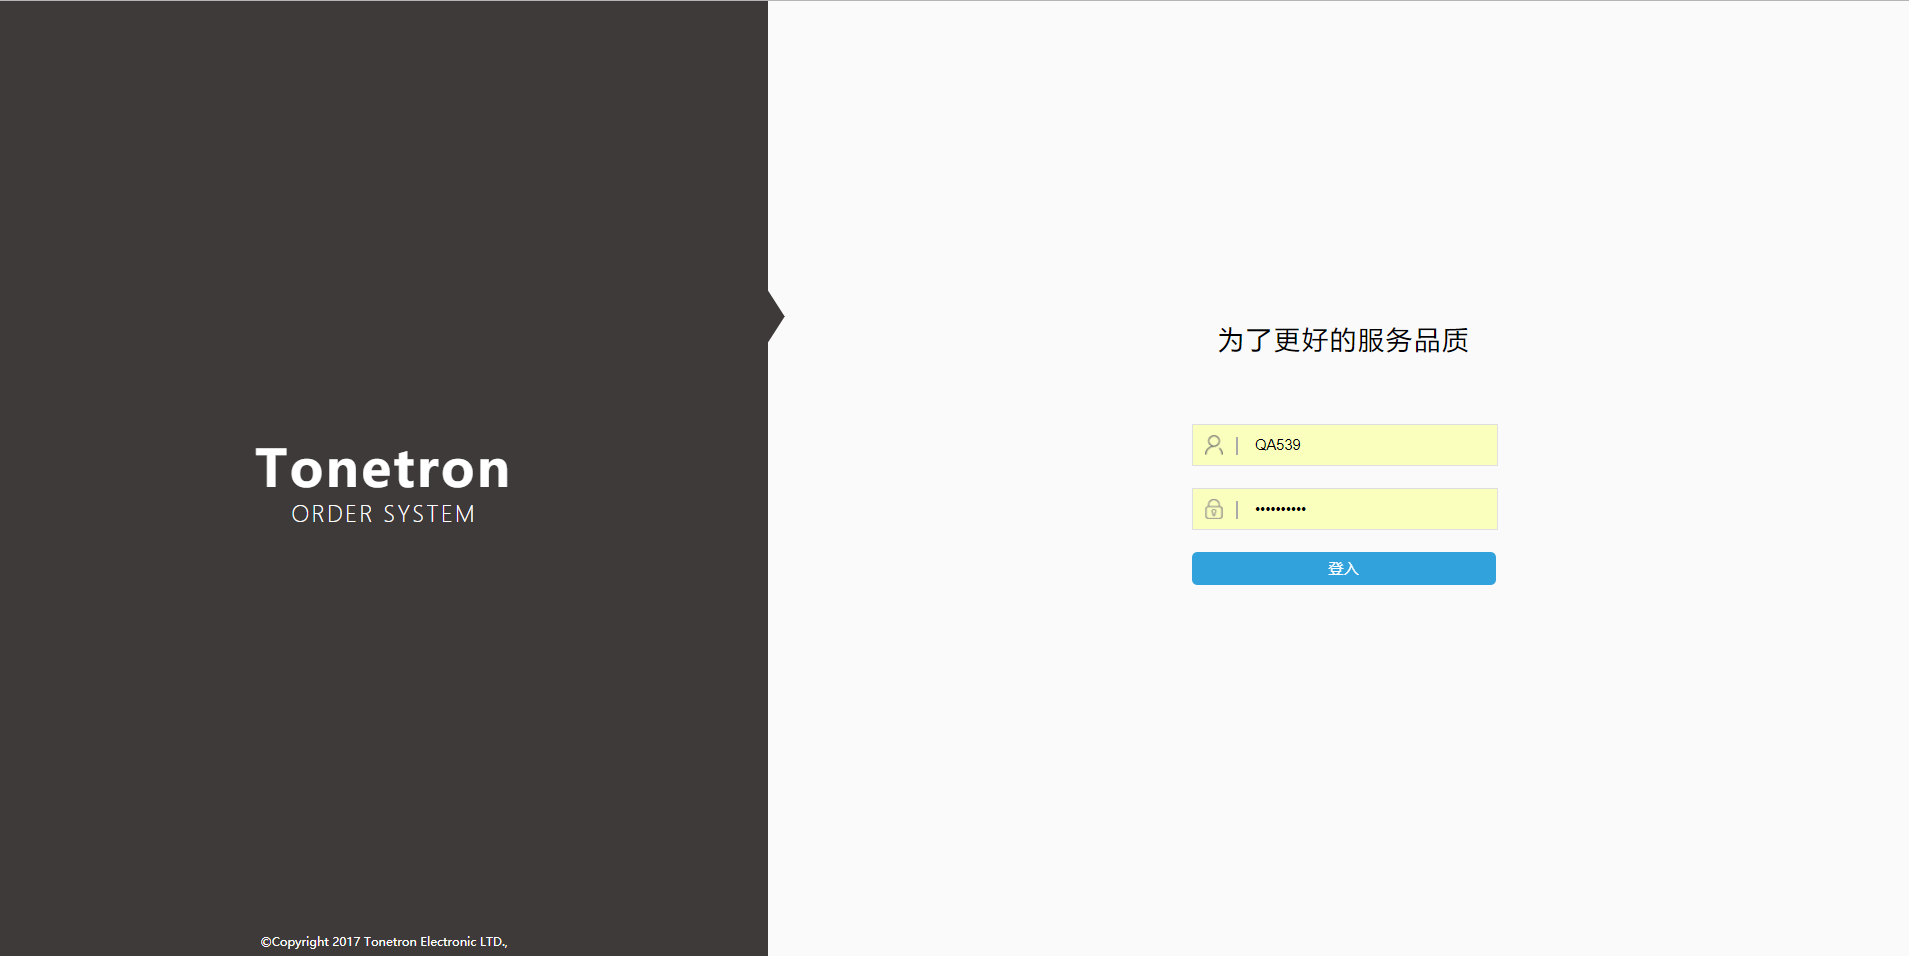 Tonetron
ORDER SYSTEM
©Copyright 2017 Tonetron Electronic LTD.,
为了更好的服务品质
QA539
••••••••••
登入